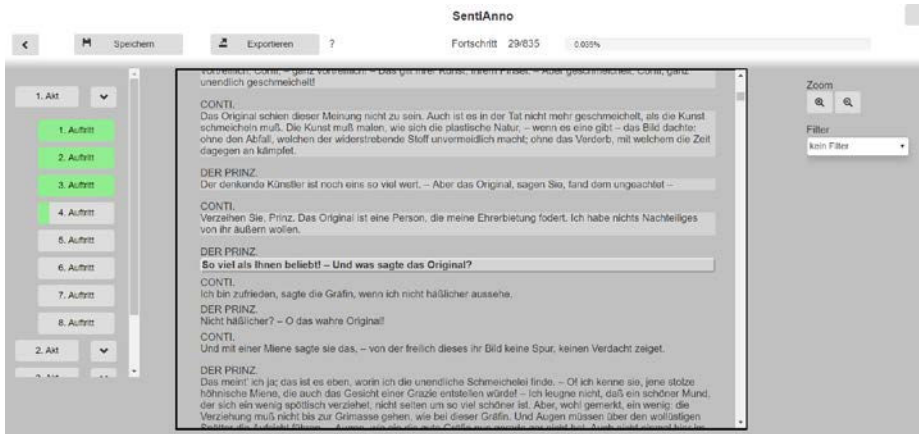 SentiAnno
Speichern
Exportieren
?
Fortschritt 29/835
0.035%
1. Akt
1. Auftritt
2. Auftritt
3. Auftritt
4. Auftritt
5. Auftritt
6. Auftritt
7. Auftritt
8. Auftritt
2. Akt
unendlich geschmeichelt!
CONTI.
Das Original schien dieser Meinung nicht zu sein. Auch ist es in der Tat nicht mehr geschmeichelt, als die Kunst
schmeicheln muß. Die Kunst muß malen, wie sich die plastische Natur, – wenn es eine gibt – das Bild dachte:
ohne den Abfall, welchen der widerstrebende Stoff unvermeidlich macht; ohne das Verderb, mit welchem die Zeit
dagegen an kämpfet.
DER PRINZ.
Der denkende Künstler ist noch eins so viel wert. – Aber das Original, sagen Sie, fand dem ungeachtet –
CONTI.
Verzeihen Sie, Prinz. Das Original ist eine Person, die meine Ehrerbietung fodert. Ich habe nichts Nachteiliges
von ihr äußern wollen.
DER PRINZ.
So viel als Ihnen beliebt! – Und was sagte das Original?
CONTI.
Ich bin zufrieden, sagte die Gräfin, wenn ich nicht häßlicher aussehe.
DER PRINZ.
Nicht häßlicher? – O das wahre Original!
CONTI.
Und mit einer Miene sagte sie das, – von der freilich dieses ihr Bild keine Spur, keinen Verdacht zeiget.
DER PRINZ.
Das meint' ich ja; das ist es eben, worin ich die unendliche Schmeichelei finde. – O! ich kenne sie, jene stolze
höhnische Miene, die auch das Gesicht einer Grazie entstellen würde! – Ich leugne nicht, daß ein schöner Mund,
der sich ein wenig spöttisch verziehet, nicht selten um so viel schöner ist. Aber, wohl gemerkt, ein wenig: die
Verziehung muß nicht bis zur Grimasse gehen, wie bei dieser Gräfin. Und Augen müssen über den wollüstigen
Zoom
Filter
kein Filter